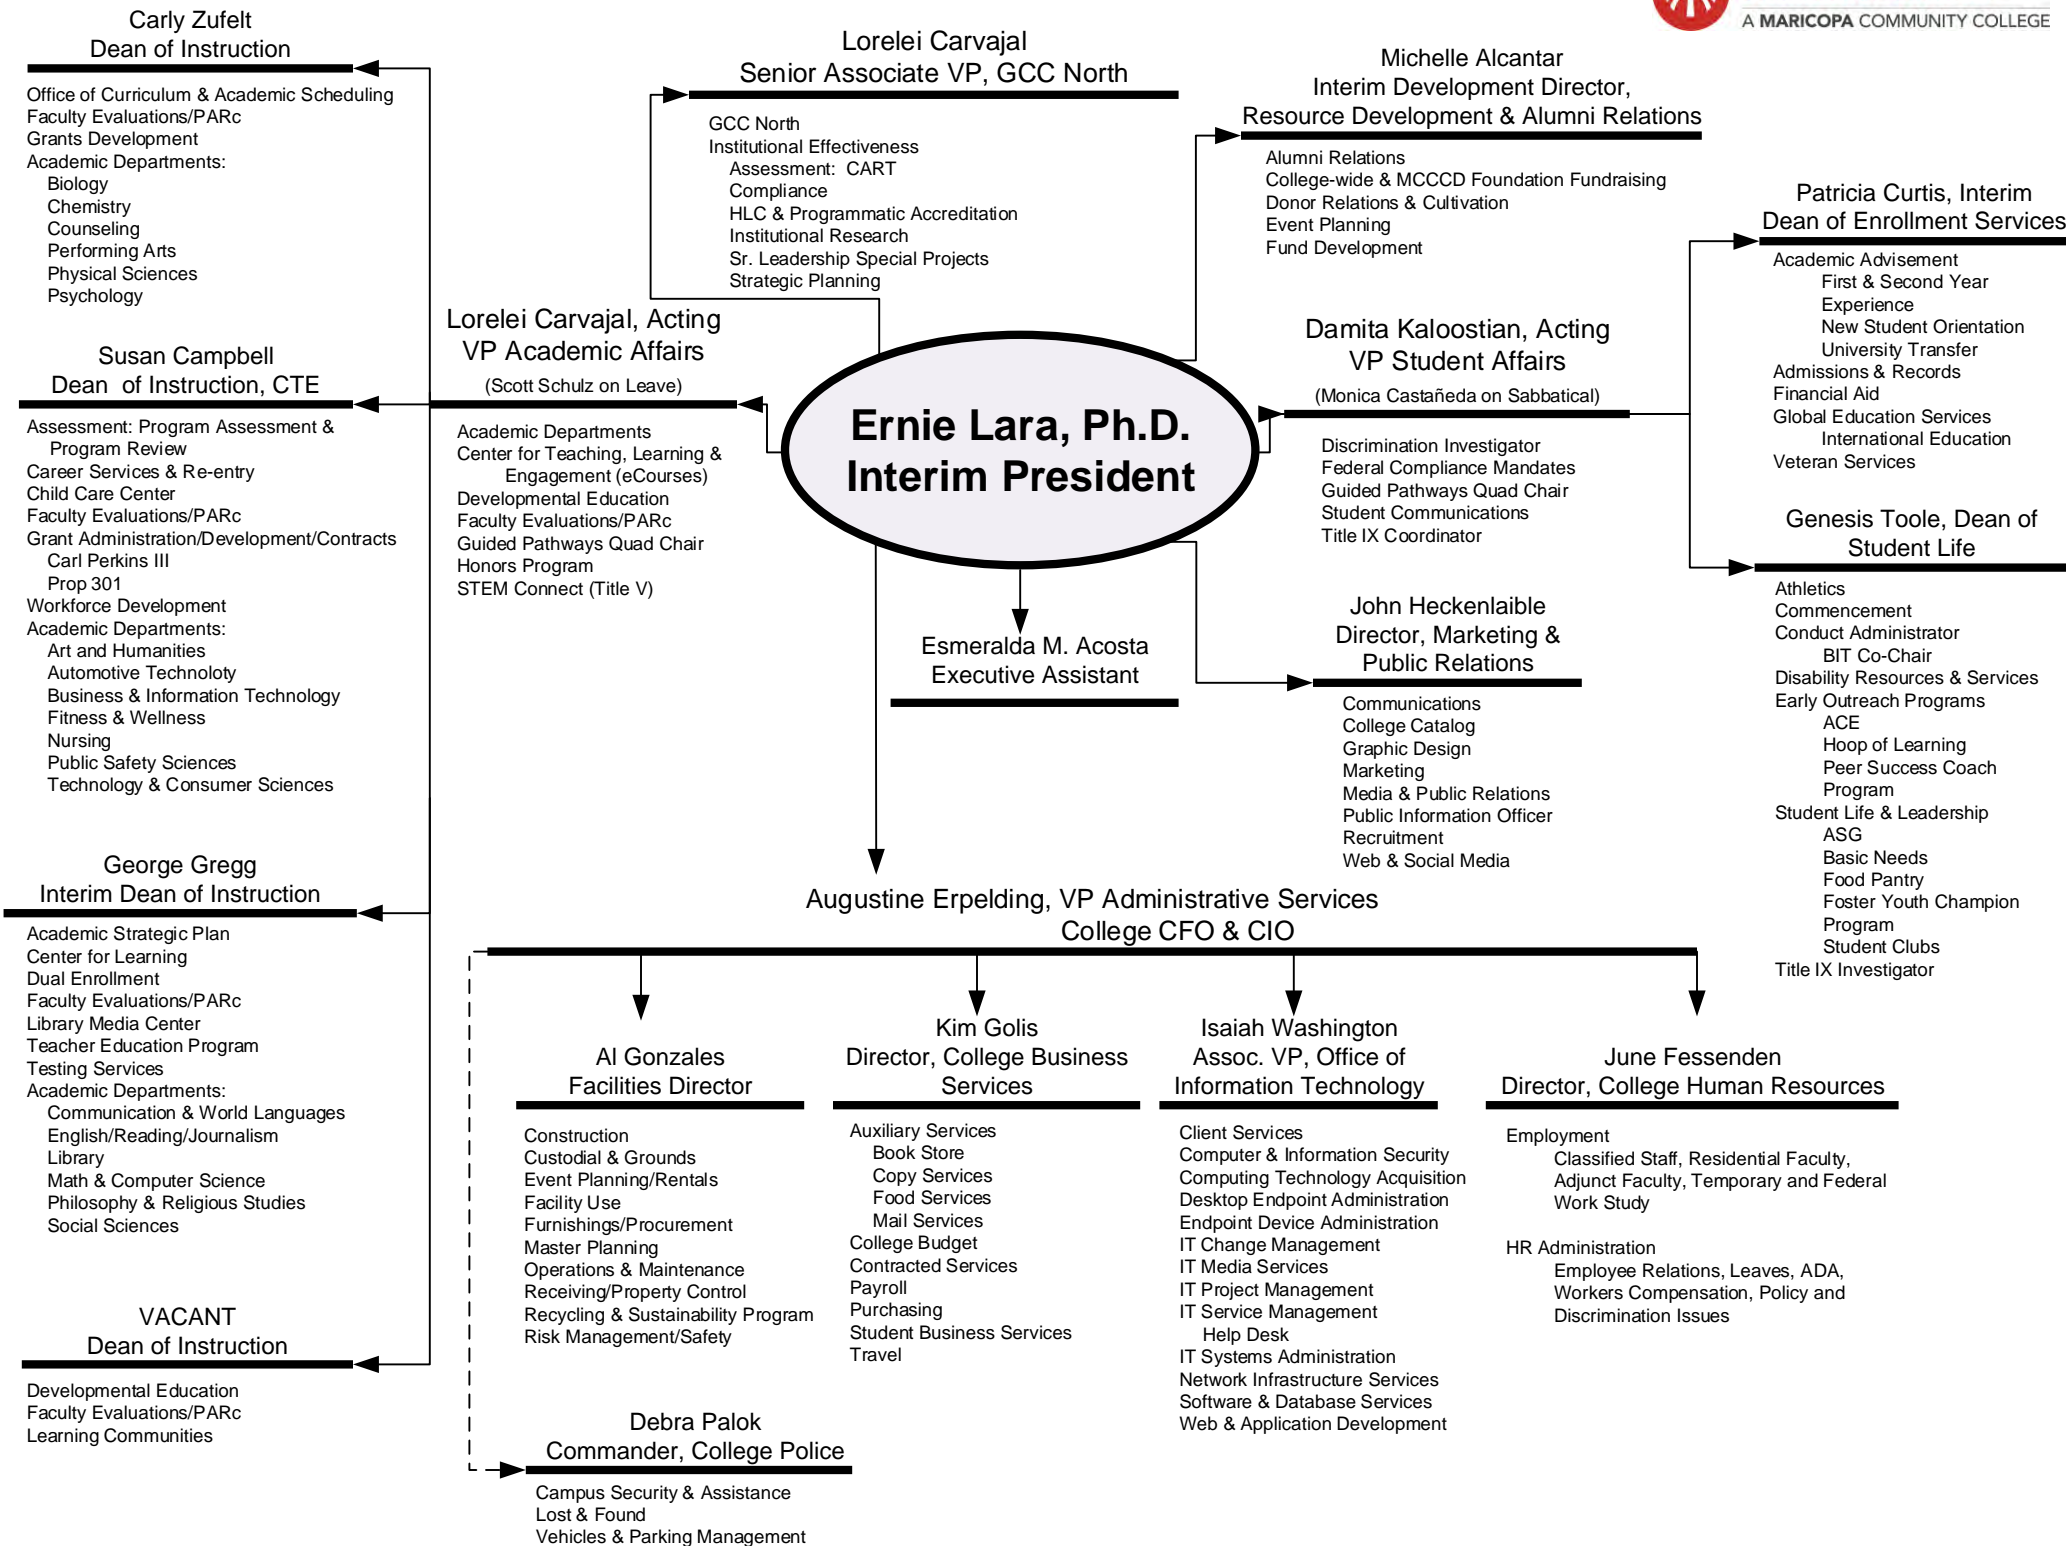 A MARICOPA COMMUNITY COLLEGE
Carly Zufelt
Dean of Instruction
Office of Curriculum & Academic Scheduling
Faculty Evaluations/PARc
Grants Development
Academic Departments:
Biology
Chemistry
Counseling
Performing Arts
Physical Sciences
Psychology
Lorelei Carvajal
Senior Associate VP, GCC North
GCC North
Institutional Effectiveness
Assessment: CART
Compliance
HLC & Programmatic Accreditation
Institutional Research
Sr. Leadership Special Projects
Strategic Planning
Michelle Alcantar
Interim Development Director,
Resource Development & Alumni Relations
Alumni Relations
College-wide & MCCCD Foundation Fundraising
Donor Relations & Cultivation
Event Planning
Fund Development
Patricia Curtis, Interim
Dean of Enrollment Services
Academic Advisement
First & Second Year
Experience
New Student Orientation
University Transfer
Admissions & Records
Financial Aid
Global Education Services
International Education
Veteran Services
Susan Campbell
Dean of Instruction, CTE
Assessment: Program Assessment &
Program Review
Career Services & Re-entry
Child Care Center
Faculty Evaluations/PARc
Grant Administration/Development/Contracts
Carl Perkins III
Prop 301
Workforce Development
Academic Departments:
Art and Humanities
Automotive Technoloty
Business & Information Technology
Fitness & Wellness
Nursing
Public Safety Sciences
Technology & Consumer Sciences
Lorelei Carvajal, Acting
VP Academic Affairs
(Scott Schulz on Leave)
Academic Departments
Center for Teaching, Learning &
Engagement (eCourses)
Developmental Education
Faculty Evaluations/PARc
Guided Pathways Quad Chair
Honors Program
STEM Connect (Title V)
Ernie Lara, Ph.D.
Interim President
Damita Kaloostian, Acting
VP Student Affairs
(Monica Castañeda on Sabbatical)
Discrimination Investigator
Federal Compliance Mandates
Guided Pathways Quad Chair
Student Communications
Title IX Coordinator
Genesis Toole, Dean of
Student Life
Athletics
Commencement
Conduct Administrator
BIT Co-Chair
Disability Resources & Services
Early Outreach Programs
ACE
Hoop of Learning
Peer Success Coach
Program
Student Life & Leadership
ASG
Basic Needs
Food Pantry
Foster Youth Champion
Program
Student Clubs
Title IX Investigator
Esmeralda M. Acosta
Executive Assistant
John Heckenlaible
Director, Marketing &
Public Relations
Communications
College Catalog
Graphic Design
Marketing
Media & Public Relations
Public Information Officer
Recruitment
Web & Social Media
George Gregg
Interim Dean of Instruction
Academic Strategic Plan
Center for Learning
Dual Enrollment
Faculty Evaluations/PARc
Library Media Center
Teacher Education Program
Testing Services
Academic Departments:
Communication & World Languages
English/Reading/Journalism
Library
Math & Computer Science
Philosophy & Religious Studies
Social Sciences
VACANT
Dean of Instruction
Developmental Education
Faculty Evaluations/PARc
Learning Communities
Augustine Erpelding, VP Administrative Services
College CFO & CIO
Al Gonzales
Facilities Director
Construction
Custodial & Grounds
Event Planning/Rentals
Facility Use
Furnishings/Procurement
Master Planning
Operations & Maintenance
Receiving/Property Control
Recycling & Sustainability Program
Risk Management/Safety
Kim Golis
Director, College Business
Services
Auxiliary Services
Book Store
Copy Services
Food Services
Mail Services
College Budget
Contracted Services
Payroll
Purchasing
Student Business Services
Travel
Isaiah Washington
Assoc. VP, Office of
Information Technology
Client Services
Computer & Information Security
Computing Technology Acquisition
Desktop Endpoint Administration
Endpoint Device Administration
IT Change Management
IT Media Services
IT Project Management
IT Service Management
Help Desk
IT Systems Administration
Network Infrastructure Services
Software & Database Services
Web & Application Development
June Fessenden
Director, College Human Resources
Employment
Classified Staff, Residential Faculty,
Adjunct Faculty, Temporary and Federal
Work Study
HR Administration
Employee Relations, Leaves, ADA,
Workers Compensation, Policy and
Discrimination Issues
Debra Palok
Commander, College Police
Campus Security & Assistance
Lost & Found
Vehicles & Parking Management